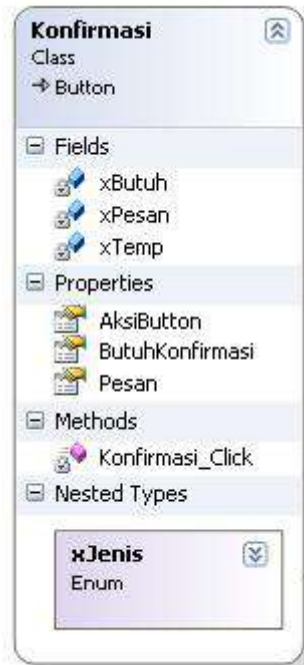 Konfirmasi
Class
Button
Fields
xButuh
xPesan
xTemp
Properties
AksiButton
ButuhKonfirmasi
Pesan
Methods
Konfirmasi_Click
Nested Types
xJenis
Enum